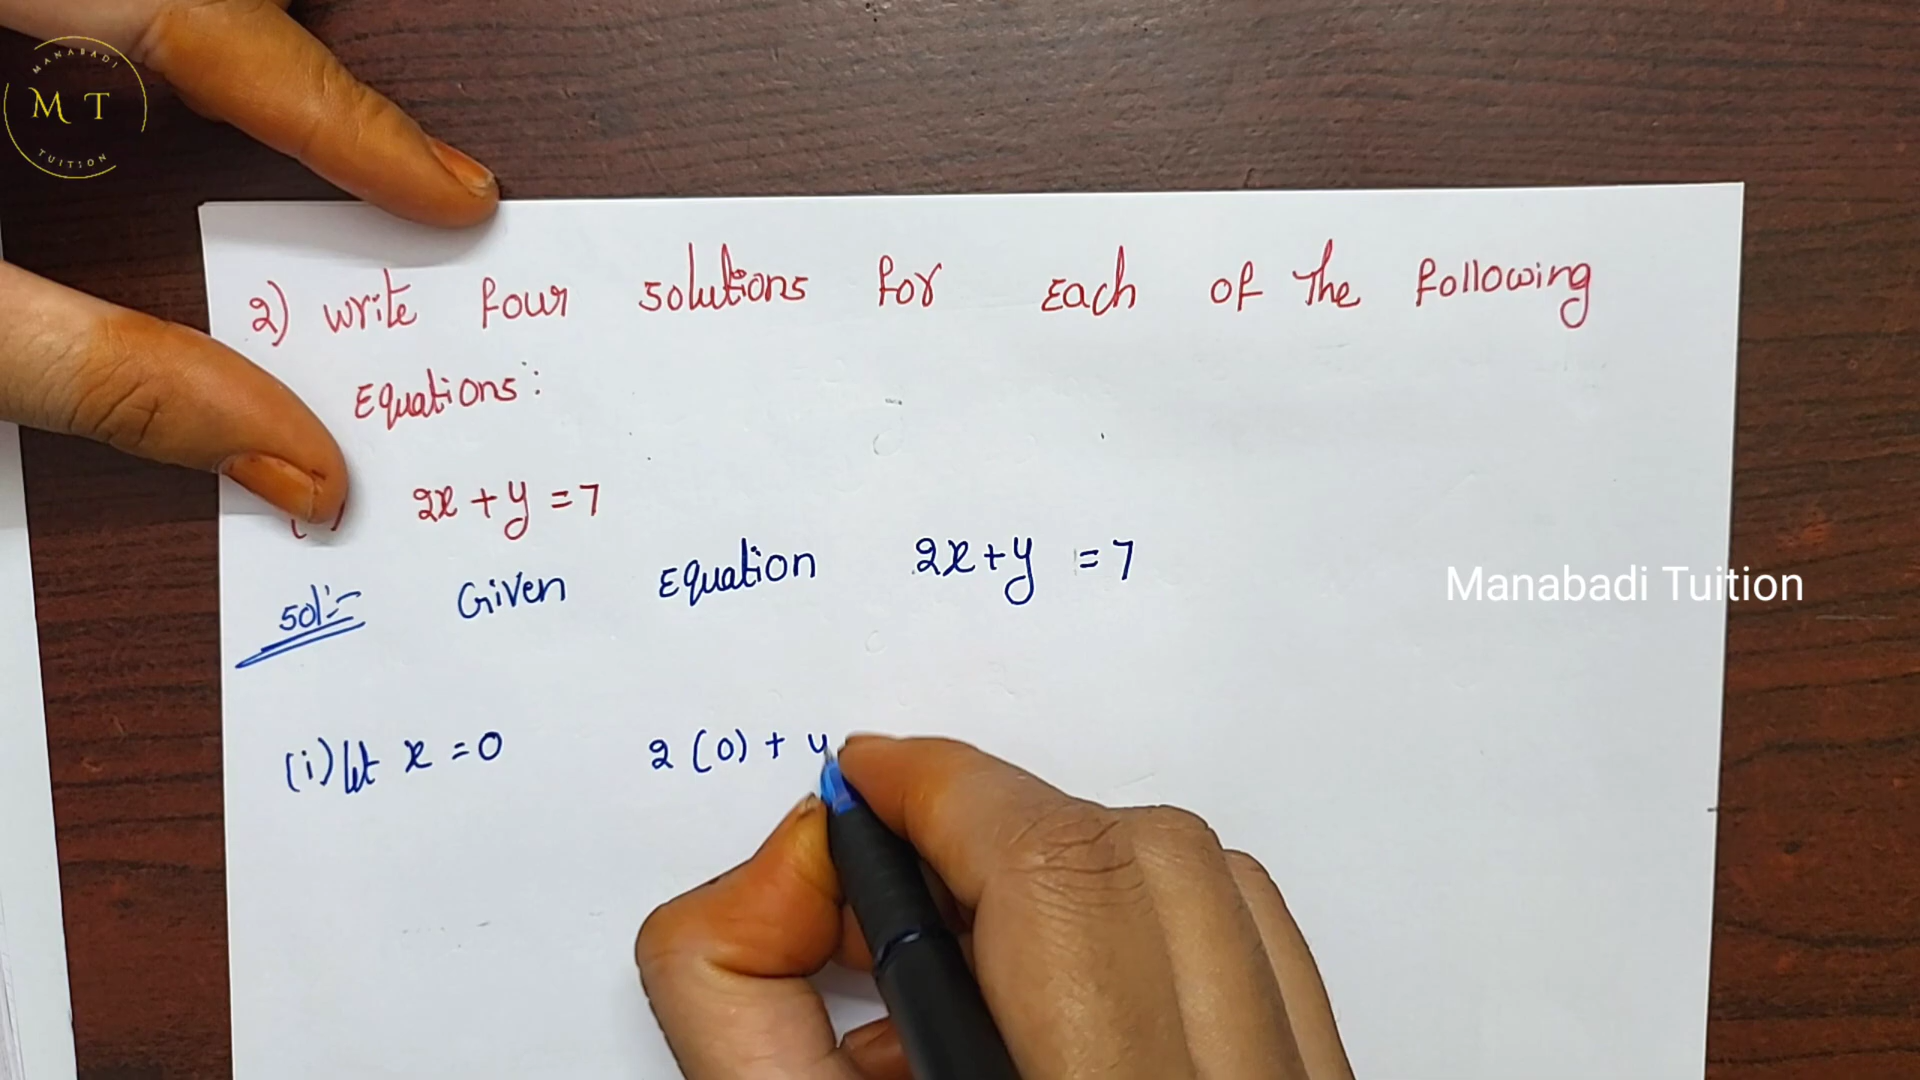 MANABADI
M T
TUITION
2) write four solutions for Each of the following
Equations:
2x + y = 7
Sol:- Given Equation 2x + y = 7
Manabadi Tuition
(i) let x = 0 2 (0) + y